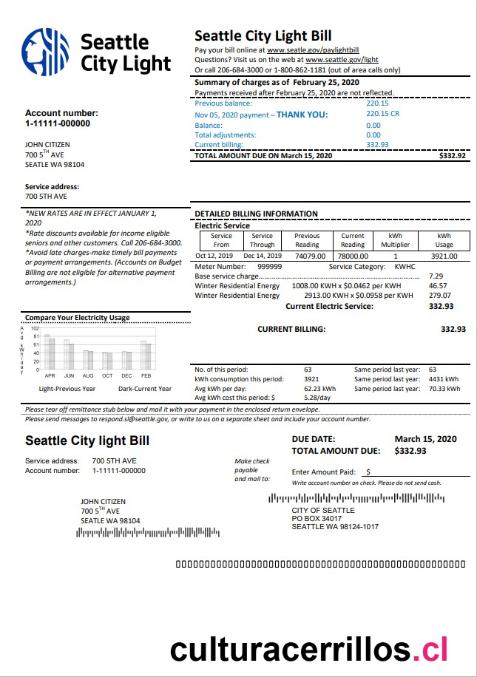 Seattle
City Light
Seattle City Light Bill
Pay your bill online at www.seatle.gov/paylightbill
Questions? Visit us on the web at www.seatle.gov/light
Or call 206-684-3000 or 1-800-862-1181 (out of area calls only)
Summary of charges as of February 25, 2020
Payments received after February 25, 2020 are not reflected.
Previous balance: 220.15
Nov 05, 2020 payment – THANK YOU: 220.15 CR
Balance: 0.00
Total adjustments: 0.00
Current billing: 332.93
TOTAL AMOUNT DUE ON March 15, 2020 $332.92
Account number:
1-11111-000000
JOHN CITIZEN
700 5TH AVE
SEATLE WA 98104
Service address:
700 5TH AVE
*NEW RATES ARE IN EFFECT JANUARY 1,
2020
*Rate discounts available for income eligible
seniors and other customers. Call 206-684-3000.
*Avoid late charges-make timely bill payments
or payment arrangements. (Accounts on Budget
Billing are not eligible for alternative payment
arrangements.)
DETAILED BILLING INFORMATION
Electric Service
Service From Service Through Previous Reading Current Reading kWh Multiplier kWh Usage
Oct 12, 2019 Dec 14, 2019 74079.00 78000.00 1 3921.00
Meter Number: 999999 Service Category: KWHC
Base service charge 7.29
Winter Residential Energy 1008.00 KWH x $0.0462 per KWH 46.57
Winter Residential Energy 2913.00 KWH x $0.0958 per KWH 279.07
Current Electric Service: 332.93
CURRENT BILLING: 332.93
Compare Your Electricity Usage
Avg kWh/day
102
81
61
40
20
0
APR JUN AUG OCT DEC FEB
Light-Previous Year Dark-Current Year
No. of this period: 63 Same period last year: 63
kWh consumption this period: 3921 Same period last year: 4431 kWh
Avg kWh per day: 62.23 kWh Same period last year: 70.33 kWh
Avg kWh cost this period: $ 5.28/day
Please tear off remittance stub below and mail it with your payment in the enclosed return envelope.
Please send messages to respond.sl@seattle.gov, or write to us on a separate sheet and include your account number.
Seattle City light Bill
DUE DATE: March 15, 2020
TOTAL AMOUNT DUE: $332.93
Service address: 700 5TH AVE
Account number: 1-11111-000000
Make check
payable
and mail to:
Enter Amount Paid: $
Write account number on check. Please do not send cash.
JOHN CITIZEN
700 5TH AVE
SEATLE WA 98104
CITY OF SEATTLE
PO BOX 34017
SEATTLE WA 98124-1017
culturacerrillos.cl